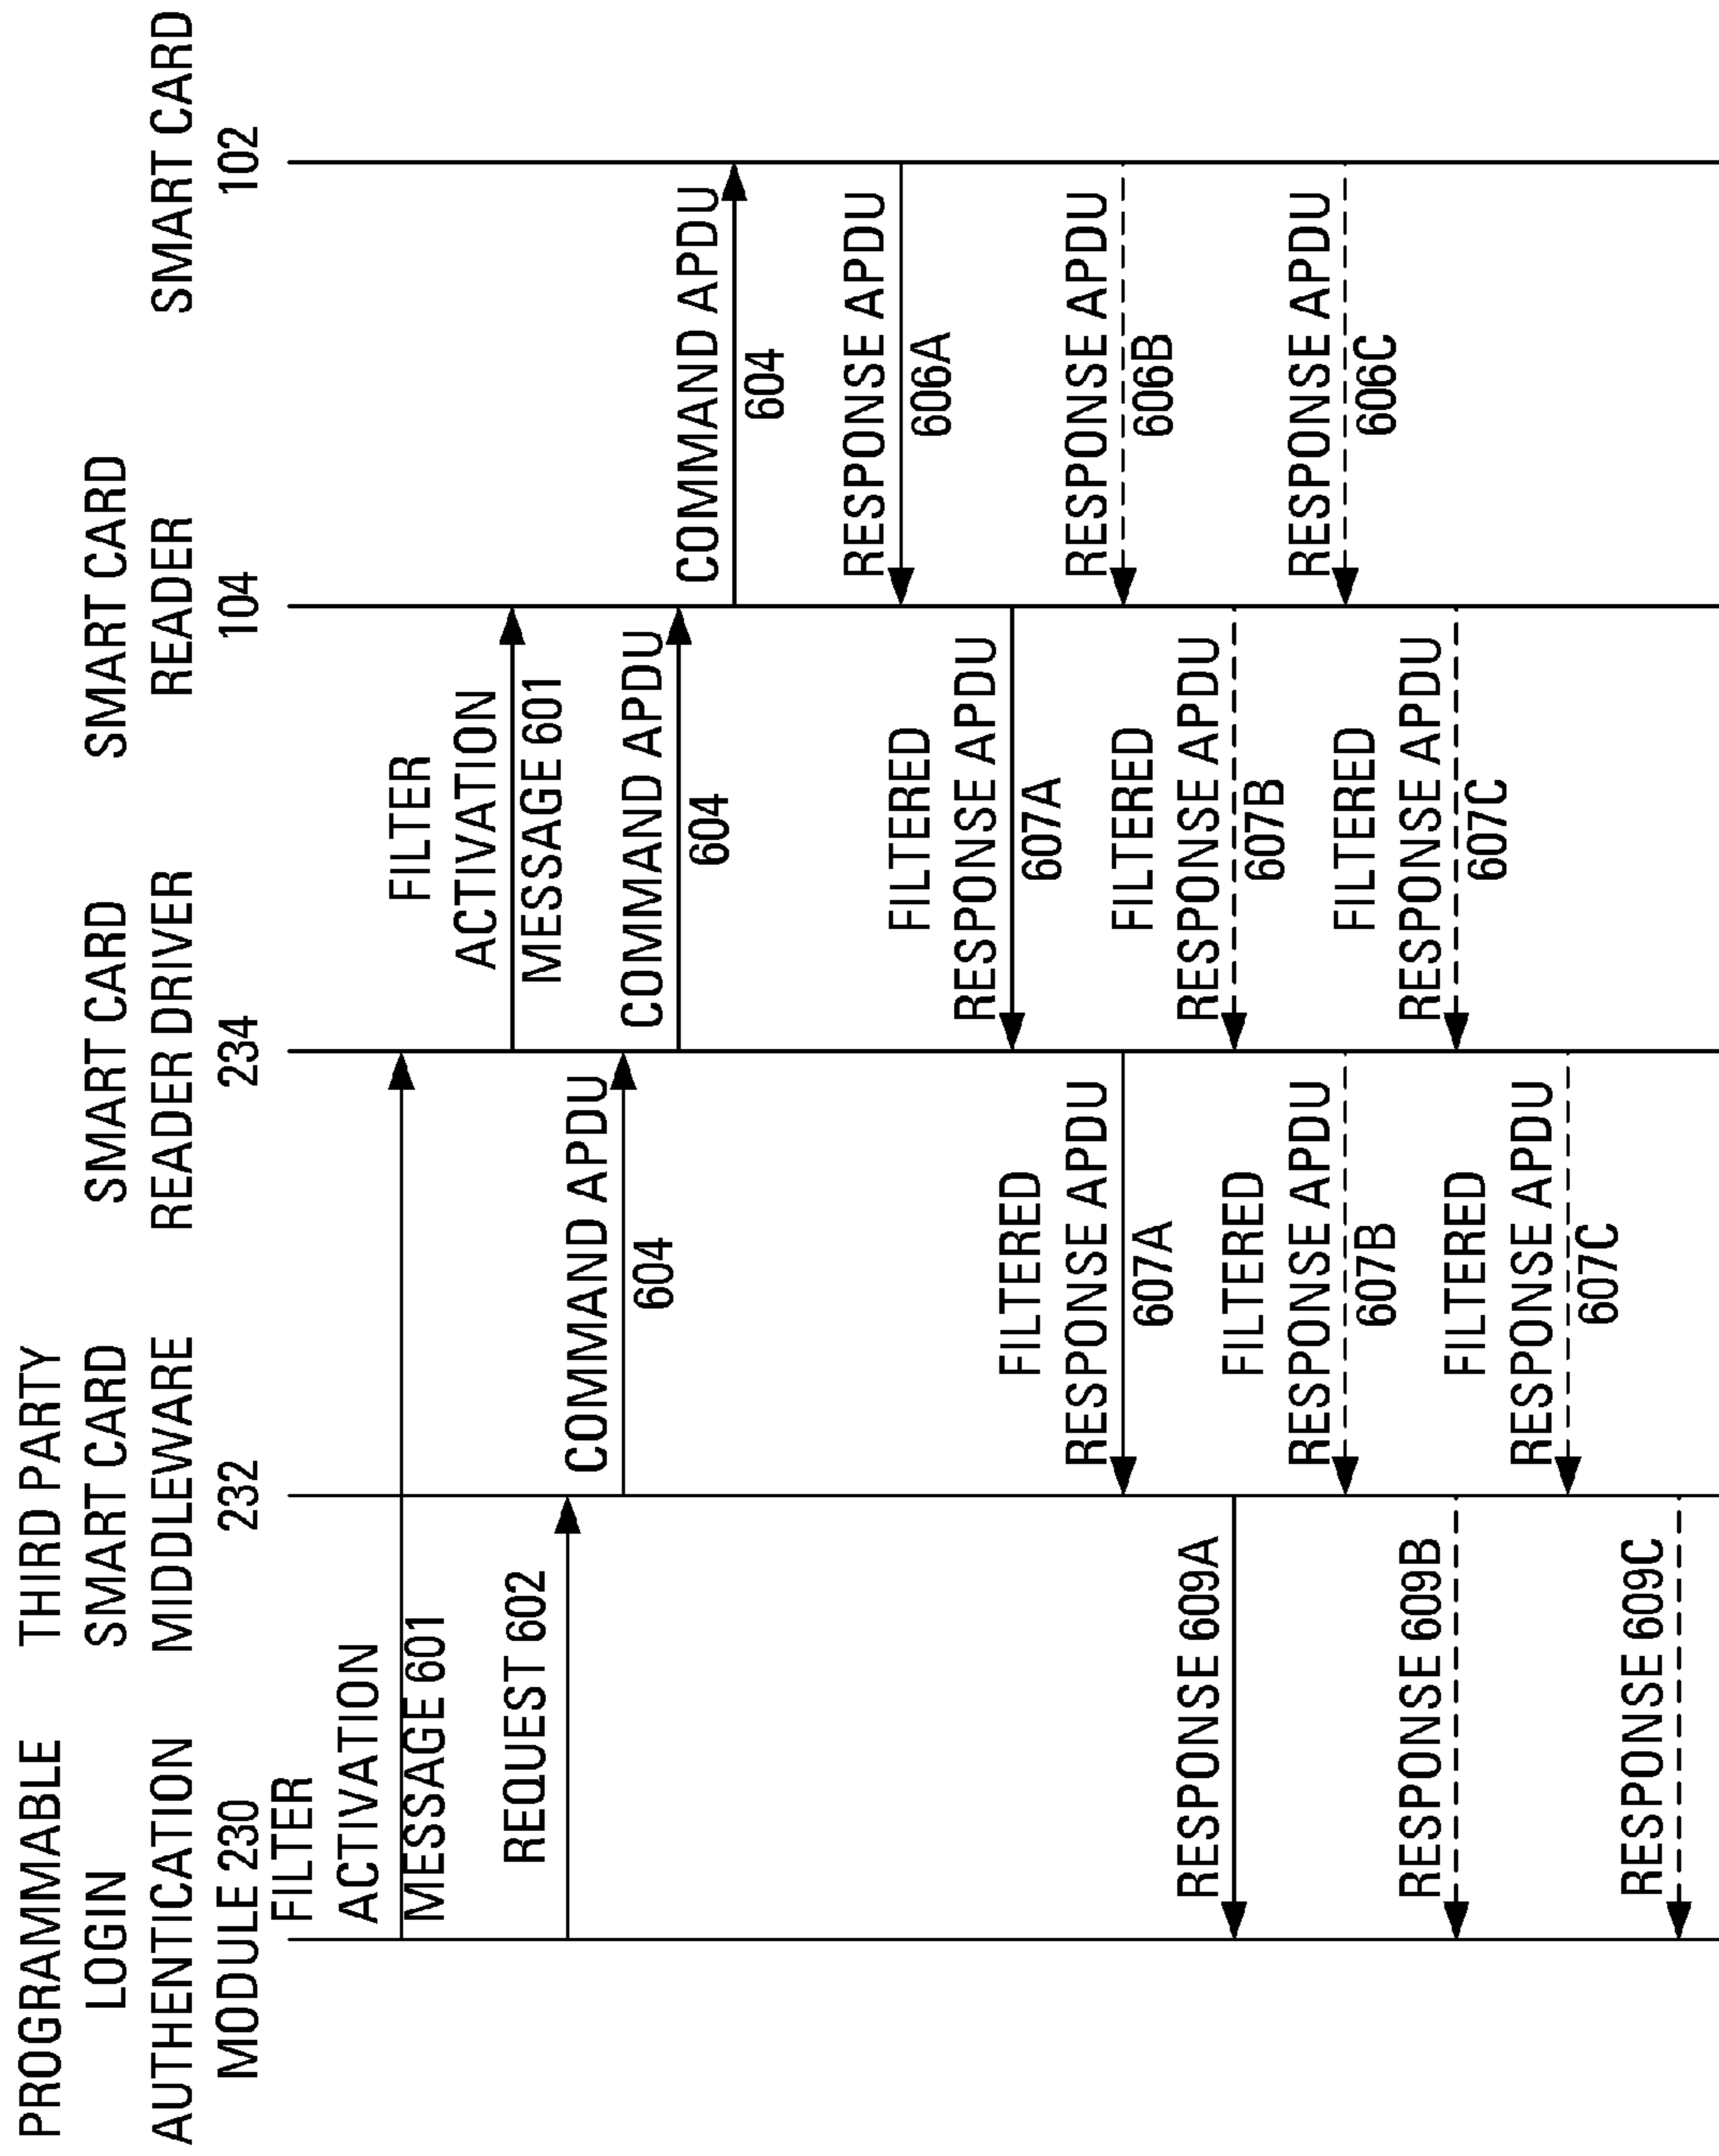 PROGRAMMABLE
LOGIN
AUTHENTICATION
MODULE 230
THIRD PARTY
SMART CARD
MIDDLEWARE
232
SMART CARD
READER DRIVER
234
SMART CARD
READER
104
SMART CARD
102
FILTER
ACTIVATION
MESSAGE 601
FILTER
ACTIVATION
MESSAGE 601
REQUEST 602
COMMAND APDU
604
COMMAND APDU
604
COMMAND APDU
604
RESPONSE APDU
606A
FILTERED
RESPONSE APDU
607A
FILTERED
RESPONSE APDU
607A
RESPONSE 609A
RESPONSE APDU
606B
FILTERED
RESPONSE APDU
607B
FILTERED
RESPONSE APDU
607B
RESPONSE 609B
RESPONSE APDU
606C
FILTERED
RESPONSE APDU
607C
FILTERED
RESPONSE APDU
607C
RESPONSE 609C